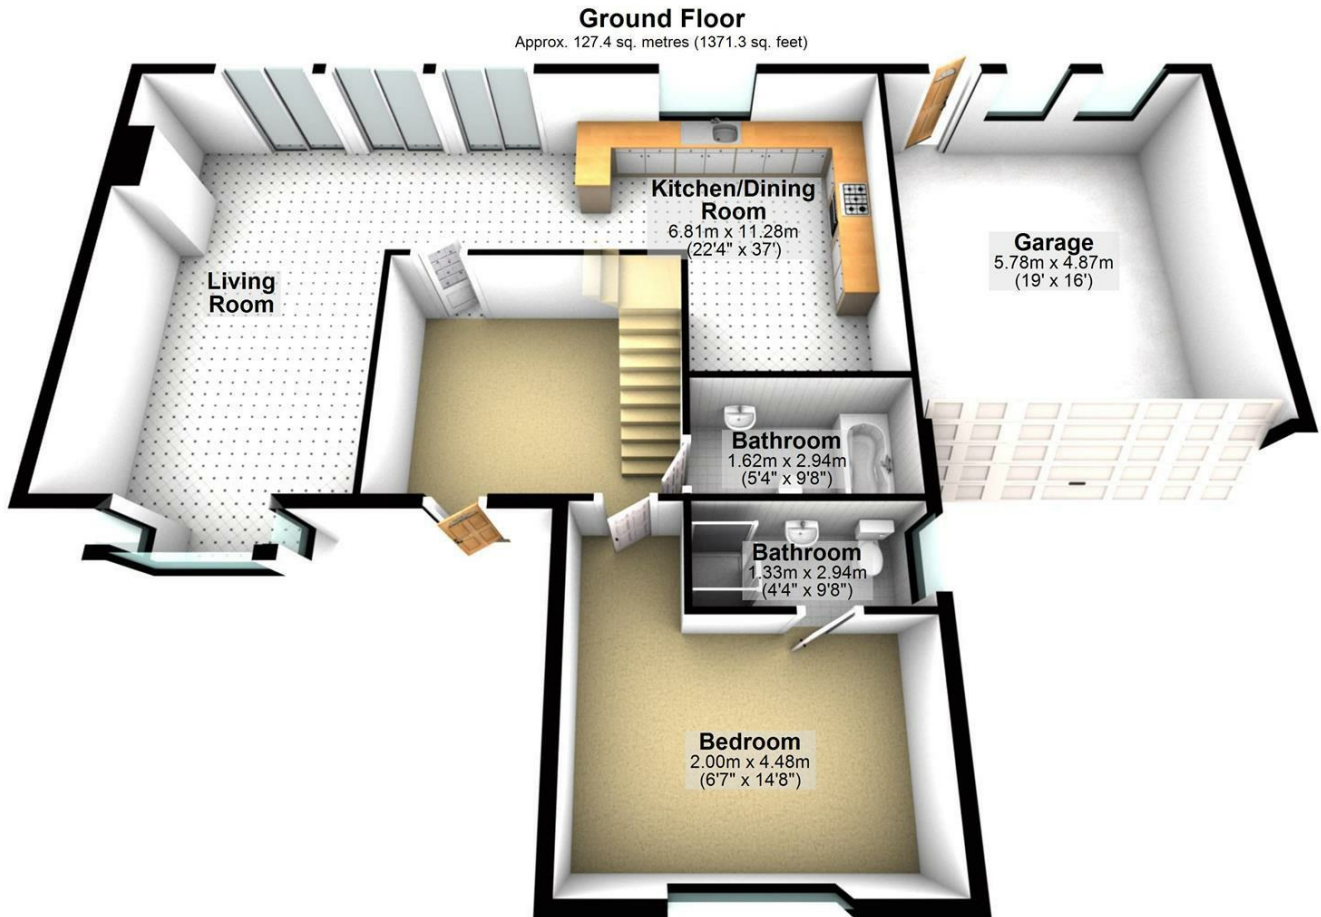 Ground Floor
Approx. 127.4 sq. metres (1371.3 sq. feet)
Kitchen/Dining
Room
6.81m x 11.28m
(22'4" x 37')
Garage
5.78m x 4.87m
(19' x 16')
Living
Room
Bathroom
1.62m x 2.94m
(5'4" x 9'8")
Bathroom
1.33m x 2.94m
(4'4" x 9'8")
Bedroom
2.00m x 4.48m
(6'7" x 14'8")